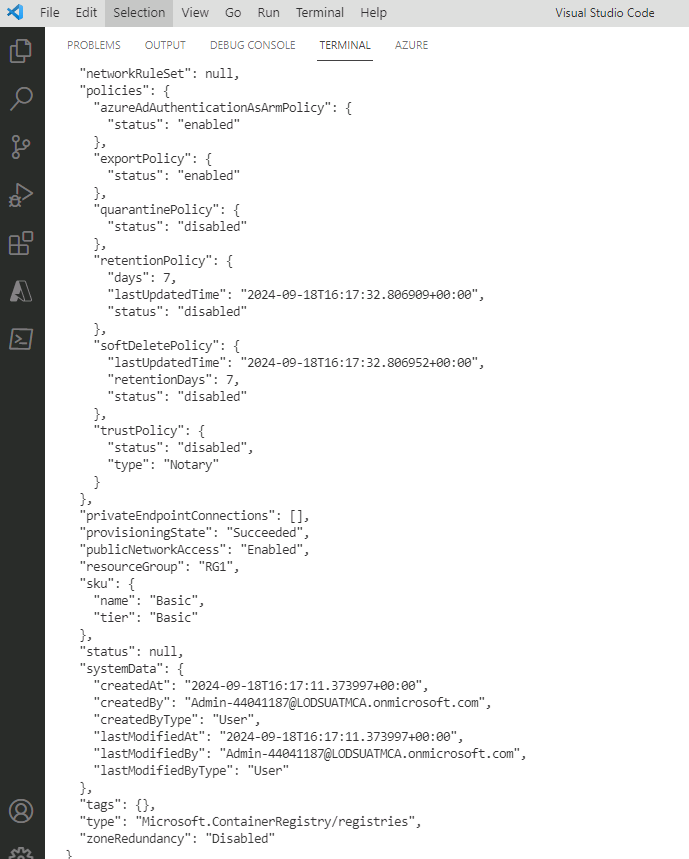 File Edit Selection View Go Run Terminal Help Visual Studio Code
PROBLEMS OUTPUT DEBUG CONSOLE TERMINAL AZURE
"networkRuleSet": null,
"policies": {
"azureAdAuthenticationAsArmPolicy": {
"status": "enabled"
},
"exportPolicy": {
"status": "enabled"
},
"quarantinePolicy": {
"status": "disabled"
},
"retentionPolicy": {
"days": 7,
"lastUpdatedTime": "2024-09-18T16:17:32.806909+00:00",
"status": "disabled"
},
"softDeletePolicy": {
"lastUpdatedTime": "2024-09-18T16:17:32.806952+00:00",
"retentionDays": 7,
"status": "disabled"
},
"trustPolicy": {
"status": "disabled",
"type": "Notary"
}
},
"privateEndpointConnections": [],
"provisioningState": "Succeeded",
"publicNetworkAccess": "Enabled",
"resourceGroup": "RG1",
"sku": {
"name": "Basic",
"tier": "Basic"
},
"status": null,
"systemData": {
"createdAt": "2024-09-18T16:17:11.373997+00:00",
"createdBy": "Admin-44041187@LODSUATMCA.onmicrosoft.com",
"createdByType": "User",
"lastModifiedAt": "2024-09-18T16:17:11.373997+00:00",
"lastModifiedBy": "Admin-44041187@LODSUATMCA.onmicrosoft.com",
"lastModifiedByType": "User"
},
"tags": {},
"type": "Microsoft.ContainerRegistry/registries",
"zoneRedundancy": "Disabled"
}